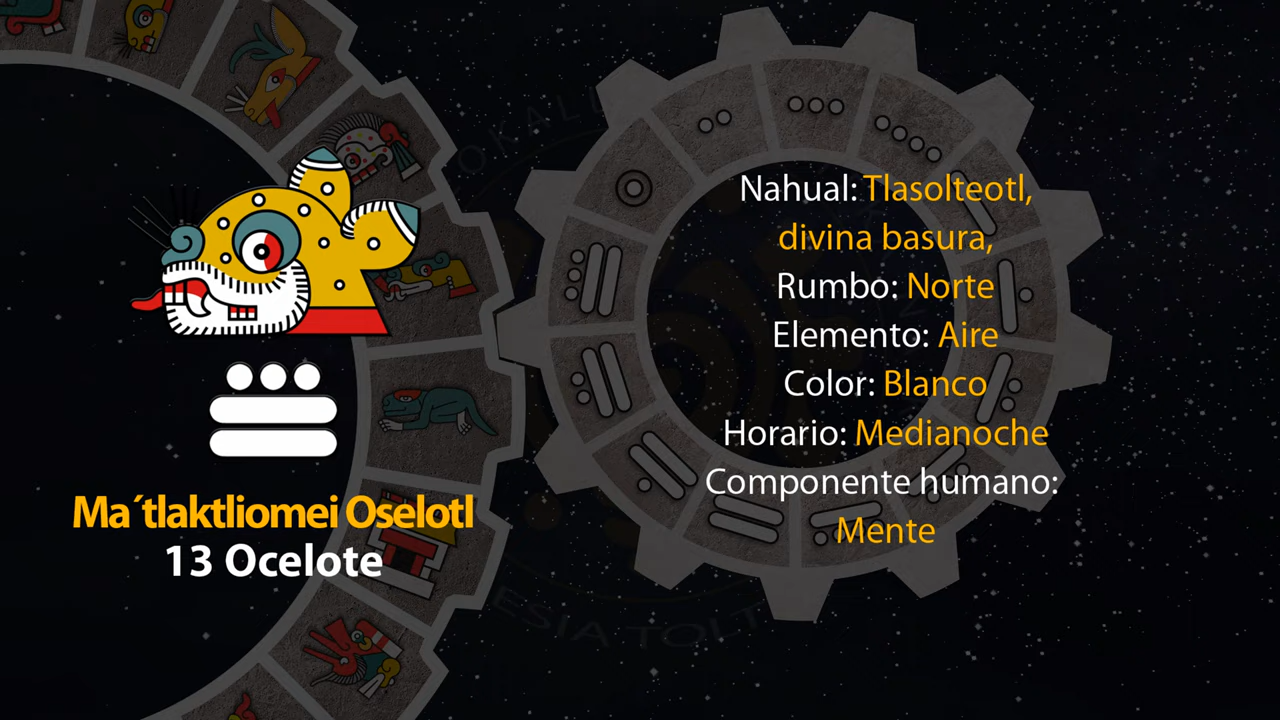 Ma´tlaktliomei Oselotl
13 Ocelote
Nahual: Tlasolteotl,
divina basura,
Rumbo: Norte
Elemento: Aire
Color: Blanco
Horario: Medianoche
Componente humano:
Mente